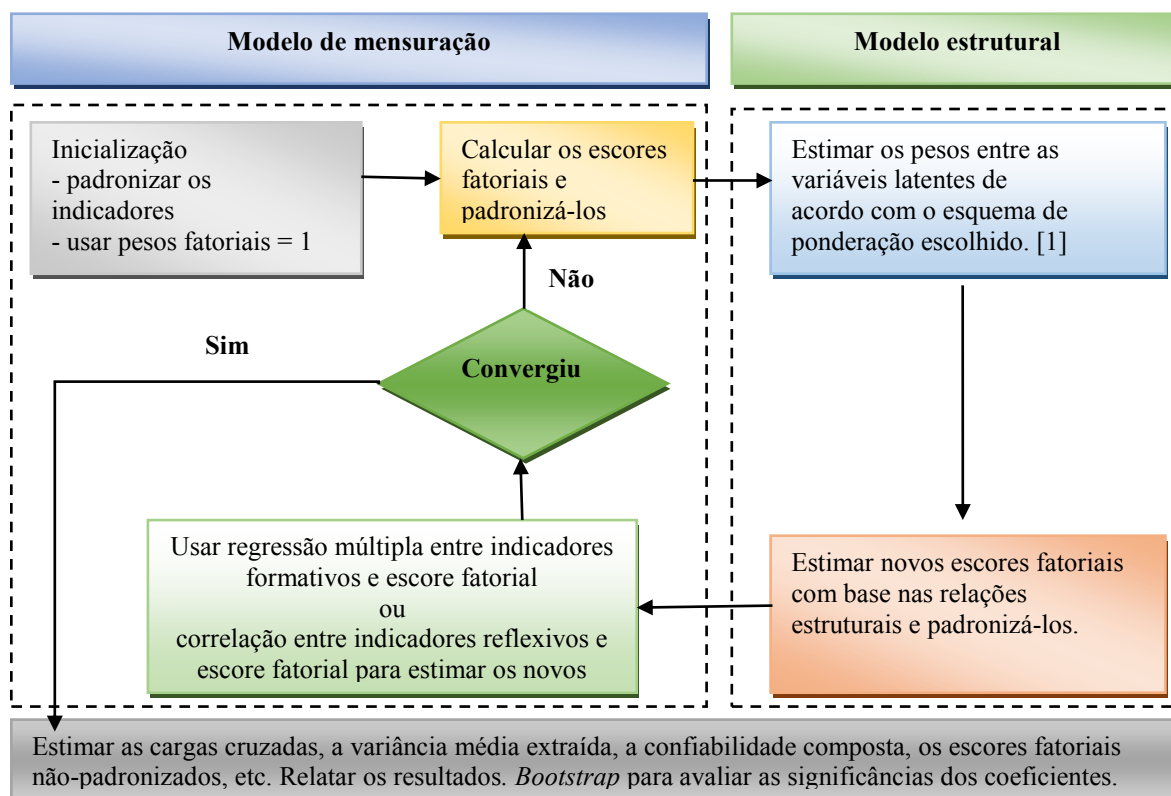 Modelo de mensuração
Modelo estrutural
Inicialização
- padronizar os
indicadores
- usar pesos fatoriais = 1
Calcular os escores
fatoriais e
padronizá-los
Estimar os pesos entre as
variáveis latentes de
acordo com o esquema de
ponderação escolhido. [1]
Não
Sim
Convergiu
Usar regressão múltipla entre indicadores
formativos e escore fatorial
ou
correlação entre indicadores reflexivos e
escore fatorial para estimar os novos
Estimar novos escores fatoriais
com base nas relações
estruturais e padronizá-los.
Estimar as cargas cruzadas, a variância média extraída, a confiabilidade composta, os escores fatoriais
não-padronizados, etc. Relatar os resultados. Bootstrap para avaliar as significâncias dos coeficientes.